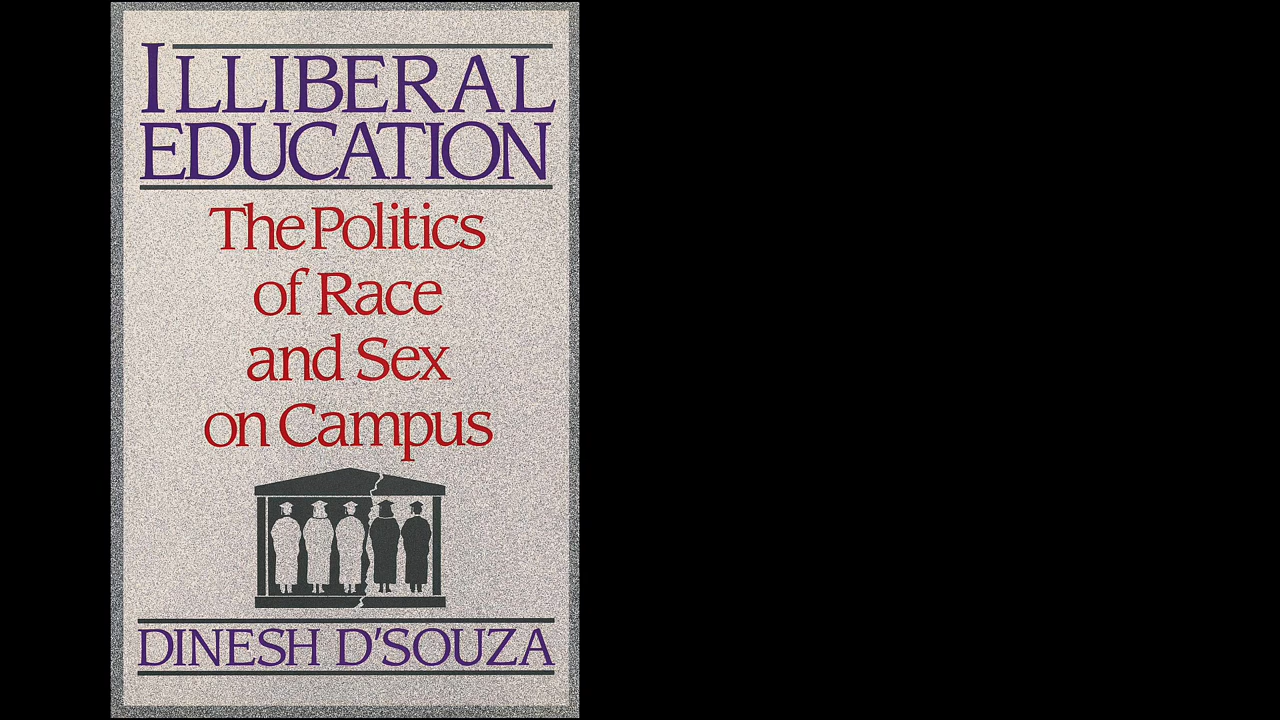 ILLIBERAL
EDUCATION
The Politics
of Race
and Sex
on Campus
DINESH D'SOUZA